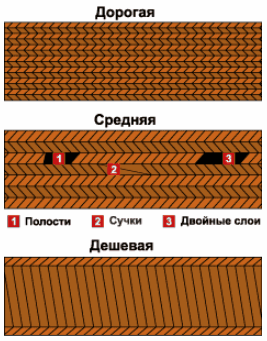 Дорогая
Средняя
1 3
2
1 Полости 2 Сучки 3 Двойные слои
Дешевая